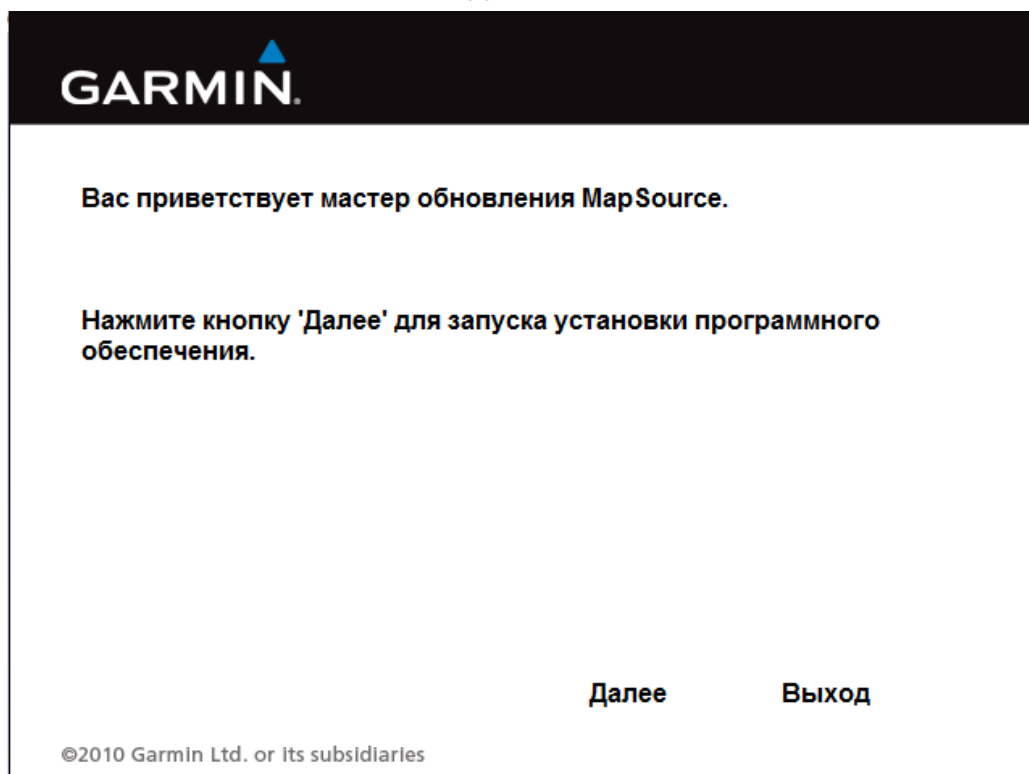 GARMIN.
Вас приветствует мастер обновления MapSource.
Нажмите кнопку 'Далее' для запуска установки программного
обеспечения.
Далее Выход
©2010 Garmin Ltd. or its subsidiaries